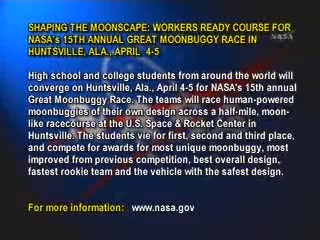 SHAPING THE MOONSCAPE: WORKERS READY COURSE FOR
NASA's 15TH ANNUAL GREAT MOONBUGGY RACE IN
HUNTSVILLE, ALA., APRIL 4-5
NASA
High school and college students from around the world will
converge on Huntsville, Ala., April 4-5 for NASA's 15th annual
Great Moonbuggy Race. The teams will race human-powered
moonbuggies of their own design across a half-mile, moon-
like racecourse at the U.S. Space & Rocket Center in
Huntsville. The students vie for first, second and third place,
and compete for awards for most unique moonbuggy, most
improved from previous competition, best overall design,
fastest rookie team and the vehicle with the safest design.
For more information: www.nasa.gov